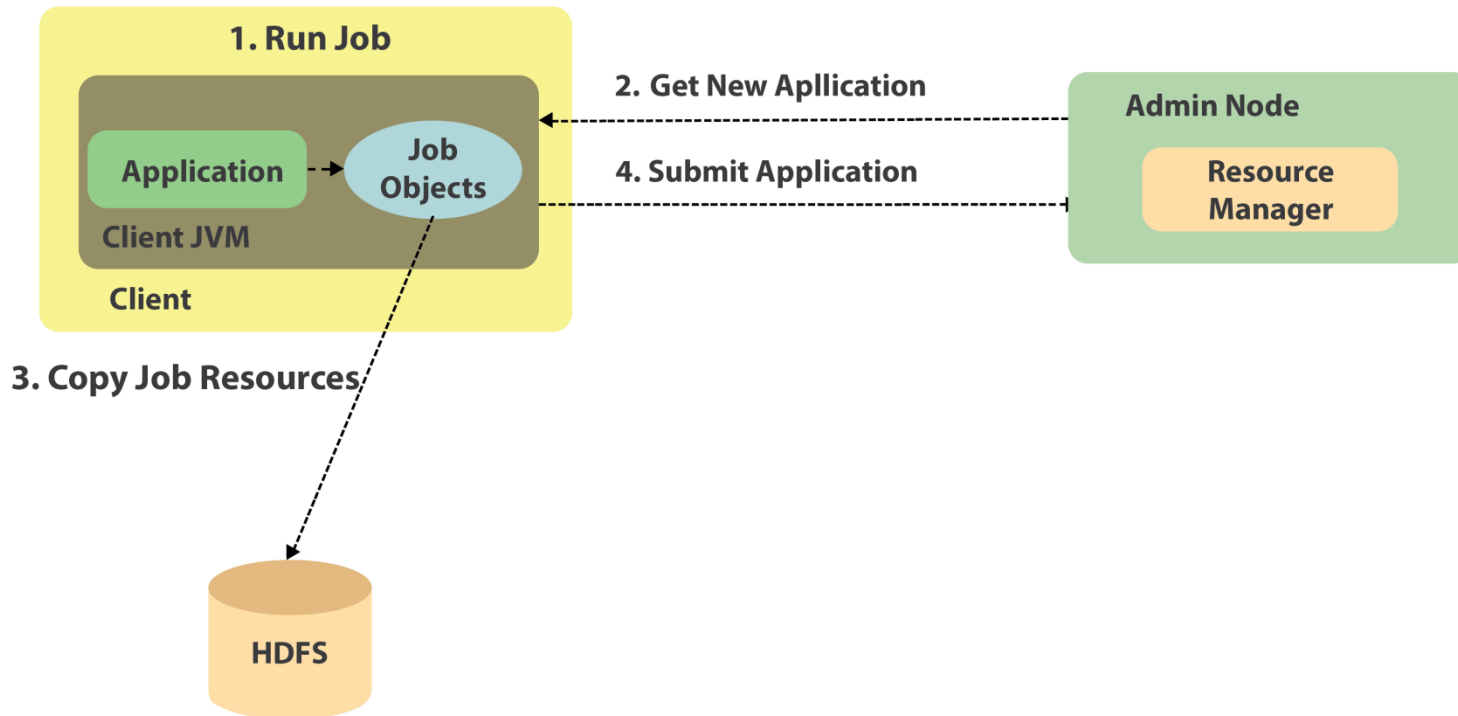 1. Run Job
2. Get New Apllication
Admin Node
Application
Job
Objects
4. Submit Application
Resource
Manager
Client JVM
Client
3. Copy Job Resources
HDFS